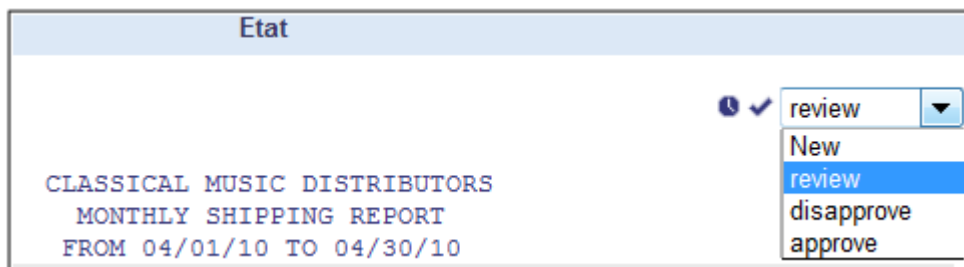 Etat
review
New
review
disapprove
approve
CLASSICAL MUSIC DISTRIBUTORS
MONTHLY SHIPPING REPORT
FROM 04/01/10 TO 04/30/10